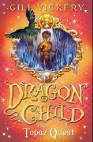 GILL VICKERY
DRAGON
CHILD
Topaz Quest